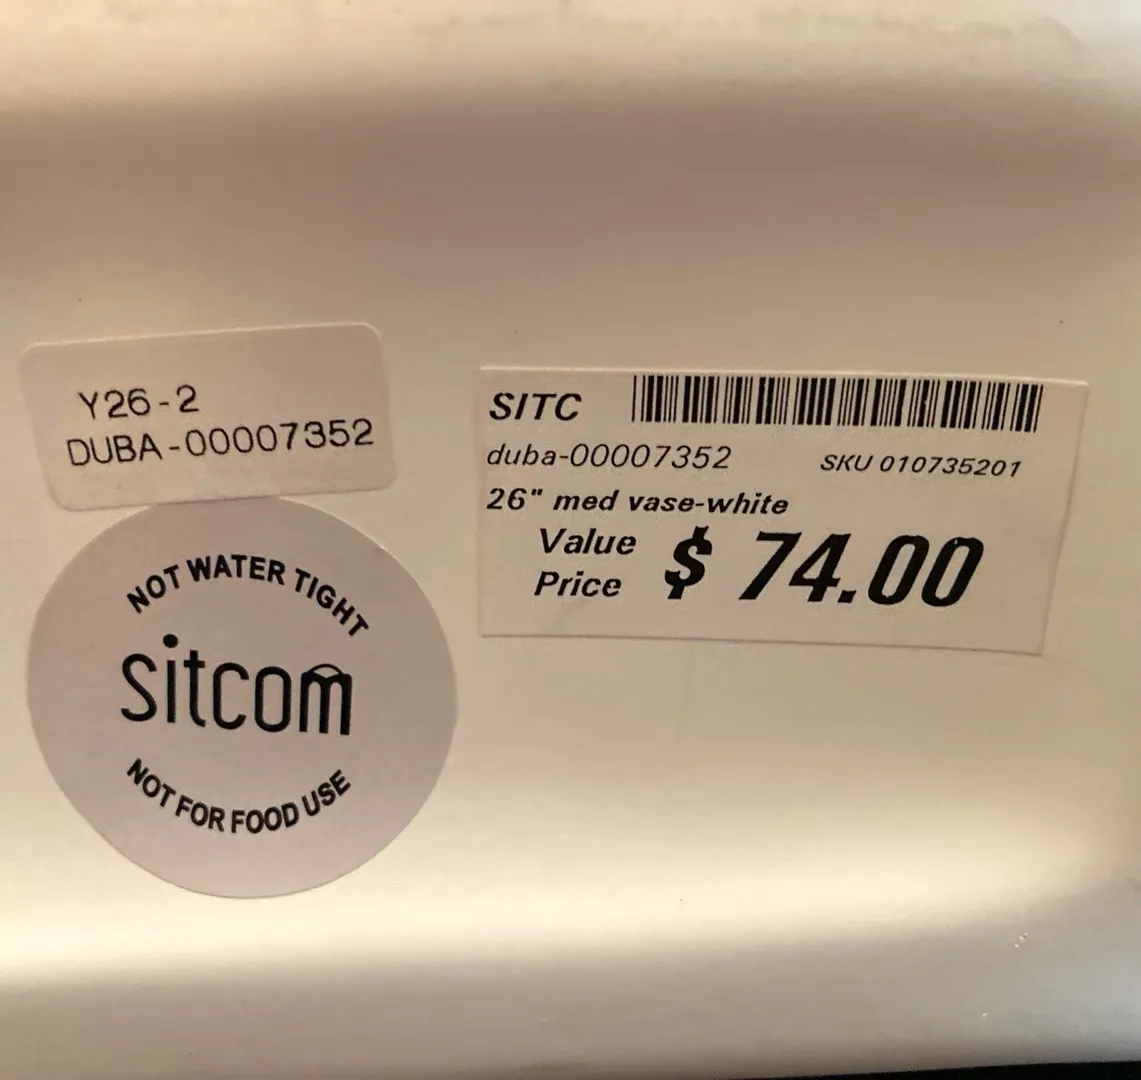 Y26-2
DUBA-00007352
NOT WATER TIGHT
sitcom
NOT FOR FOOD USE
SITC
duba-00007352 SKU 010735201
26" med vase-white
Value
Price $ 74.00